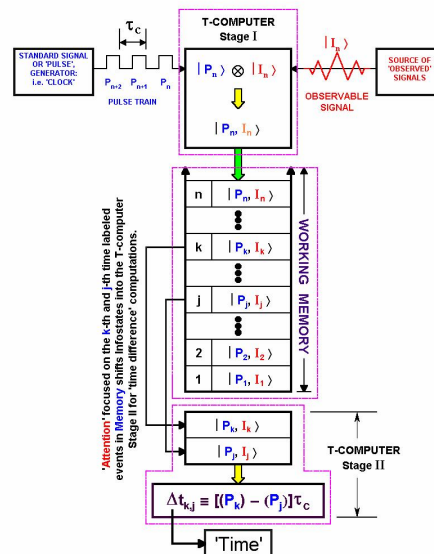 T-COMPUTER
Stage I
STANDARD SIGNAL
OR 'PULSE',
GENERATOR:
i.e. 'CLOCK'
τC
Pn+2 Pn+1 Pn
PULSE TRAIN
| Pn ⟩ ⊗ | In ⟩
| Pn, In ⟩
| In ⟩
OBSERVABLE
SIGNAL
SOURCE OF
'OBSERVED'
SIGNALS
n | Pn, In ⟩
k | Pk, Ik ⟩
j | Pj, Ij ⟩
2 | P2, I2 ⟩
1 | P1, I1 ⟩
WORKING MEMORY
'Attention' focused on the k-th and j-th time labeled
events in Memory shifts Infostates into the T-computer
Stage II for 'time difference' computations.
| Pk, Ik ⟩
| Pj, Ij ⟩
T-COMPUTER
Stage II
Δtk,j ≡ [(Pk) − (Pj)]τC
'Time'